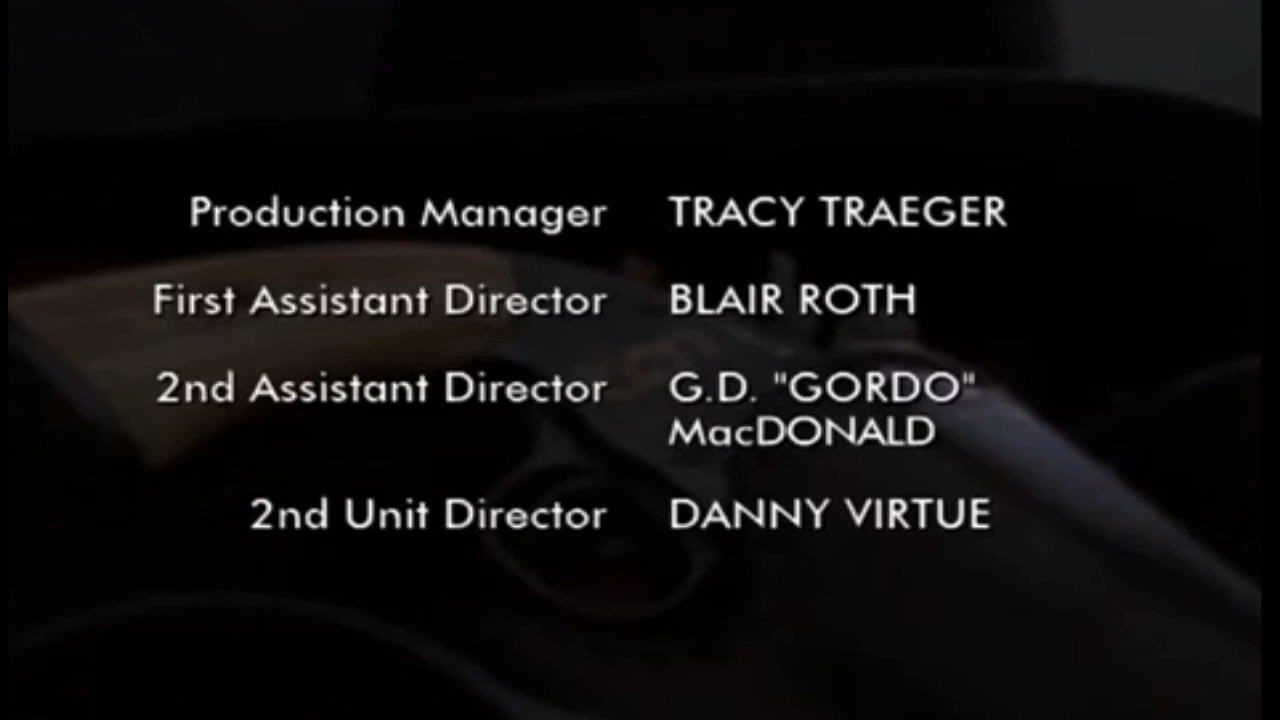 Production Manager TRACY TRAEGER
First Assistant Director BLAIR ROTH
2nd Assistant Director G.D. "GORDO"
MacDONALD
2nd Unit Director DANNY VIRTUE